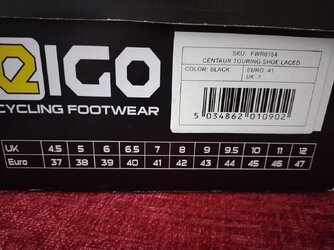 eIGO
CYCLING FOOTWEAR
SKU: FWR0154
CENTAUR TOURING SHOE LACED
COLOR: BLACK
EURO: 41
UK: 7
5 034862 010902
UK 4.5 5 6 6.5 7 8 9 9.5 10 11 12
Euro 37 38 39 40 41 42 43 44 45 46 47